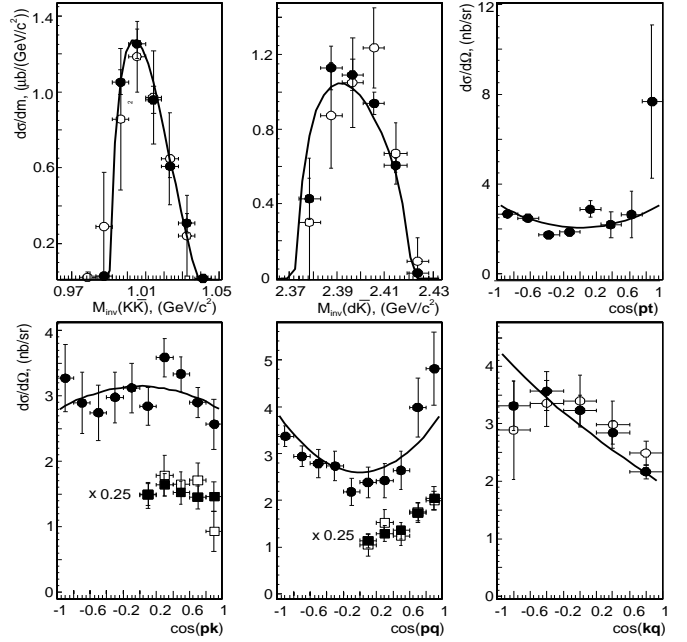 dσ/dm, (μb/(GeV/c²))
1.4
1.0
0.6
0.2
2
0.97 1.01 1.05
M_inv(KK̅), (GeV/c²)
1.2
0.8
0.4
0
2.37 2.39 2.41 2.43
M_inv(dK̅), (GeV/c²)
dσ/dΩ, (nb/sr)
10
6
2
0
-1 -0.6 -0.2 0.2 0.6 1
cos(pt)
dσ/dΩ, (nb/sr)
4
3
2
1
0
x 0.25
-1 -0.6 -0.2 0.2 0.6 1
cos(pk)
5
4
3
2
1
0
x 0.25
-1 -0.6 -0.2 0.2 0.6 1
cos(pq)
5
4
3
2
1
0
-1 -0.6 -0.2 0.2 0.6 1
cos(kq)